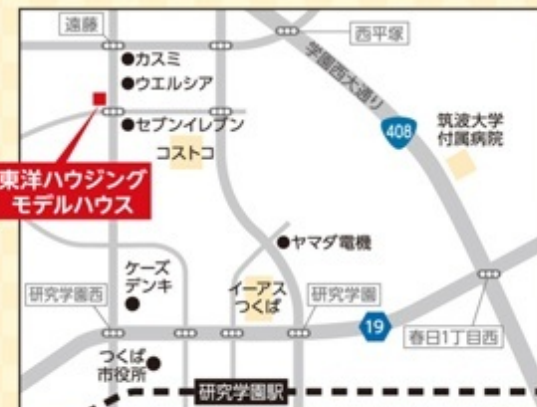 遠藤
西平塚
カスミ
ウエルシア
学園西大通り
セブンイレブン
コストコ
408
筑波大学
付属病院
東洋ハウジング
モデルハウス
ヤマダ電機
ケーズ
デンキ
イーアス
つくば
研究学園西
研究学園
19
春日1丁目西
つくば
市役所
研究学園駅